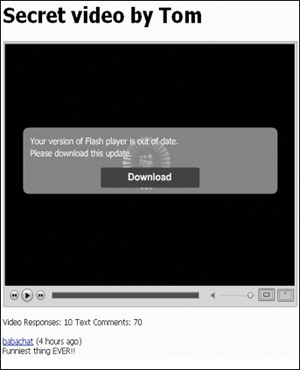 Secret video by Tom
Your version of Flash player is out of date.
Please download this update.
Download
Video Responses: 10 Text Comments: 70
babachat (4 hours ago)
Funniest thing EVER!!